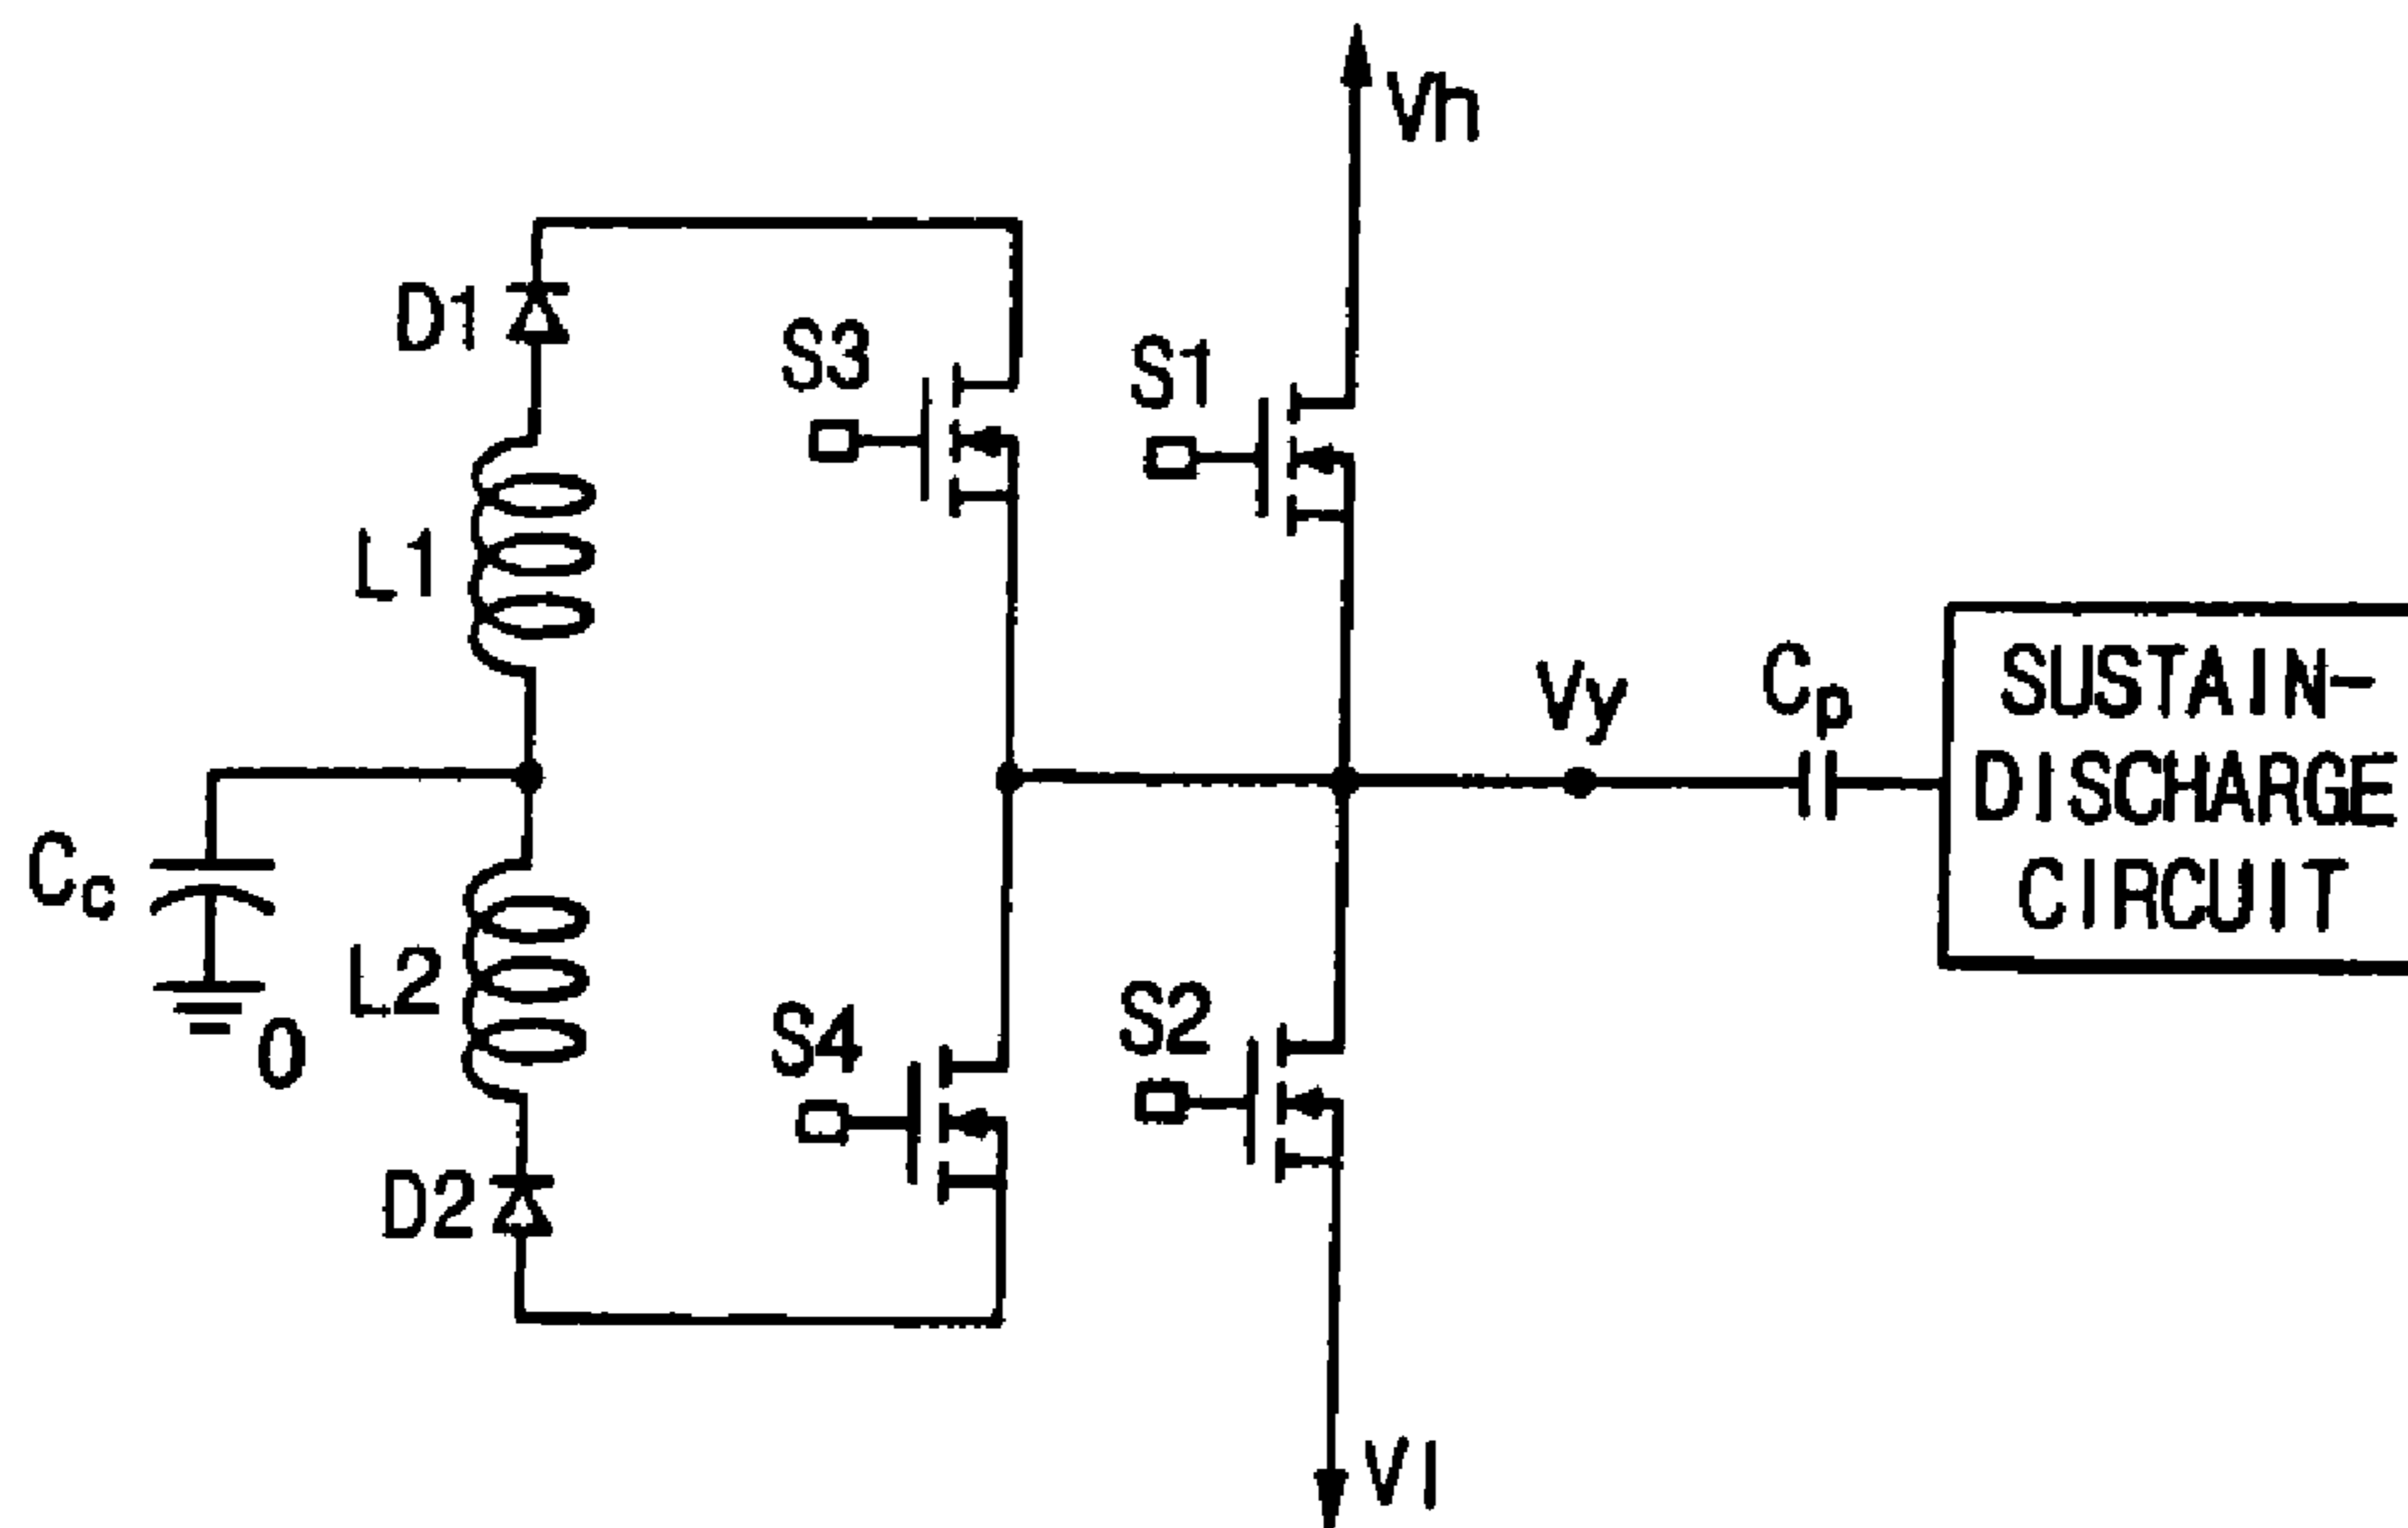 Vh
D1
S3
S1
L1
Vy
Cp
SUSTAIN-
DISCHARGE
CIRCUIT
Cc
L2
0
S4
S2
D2
Vl